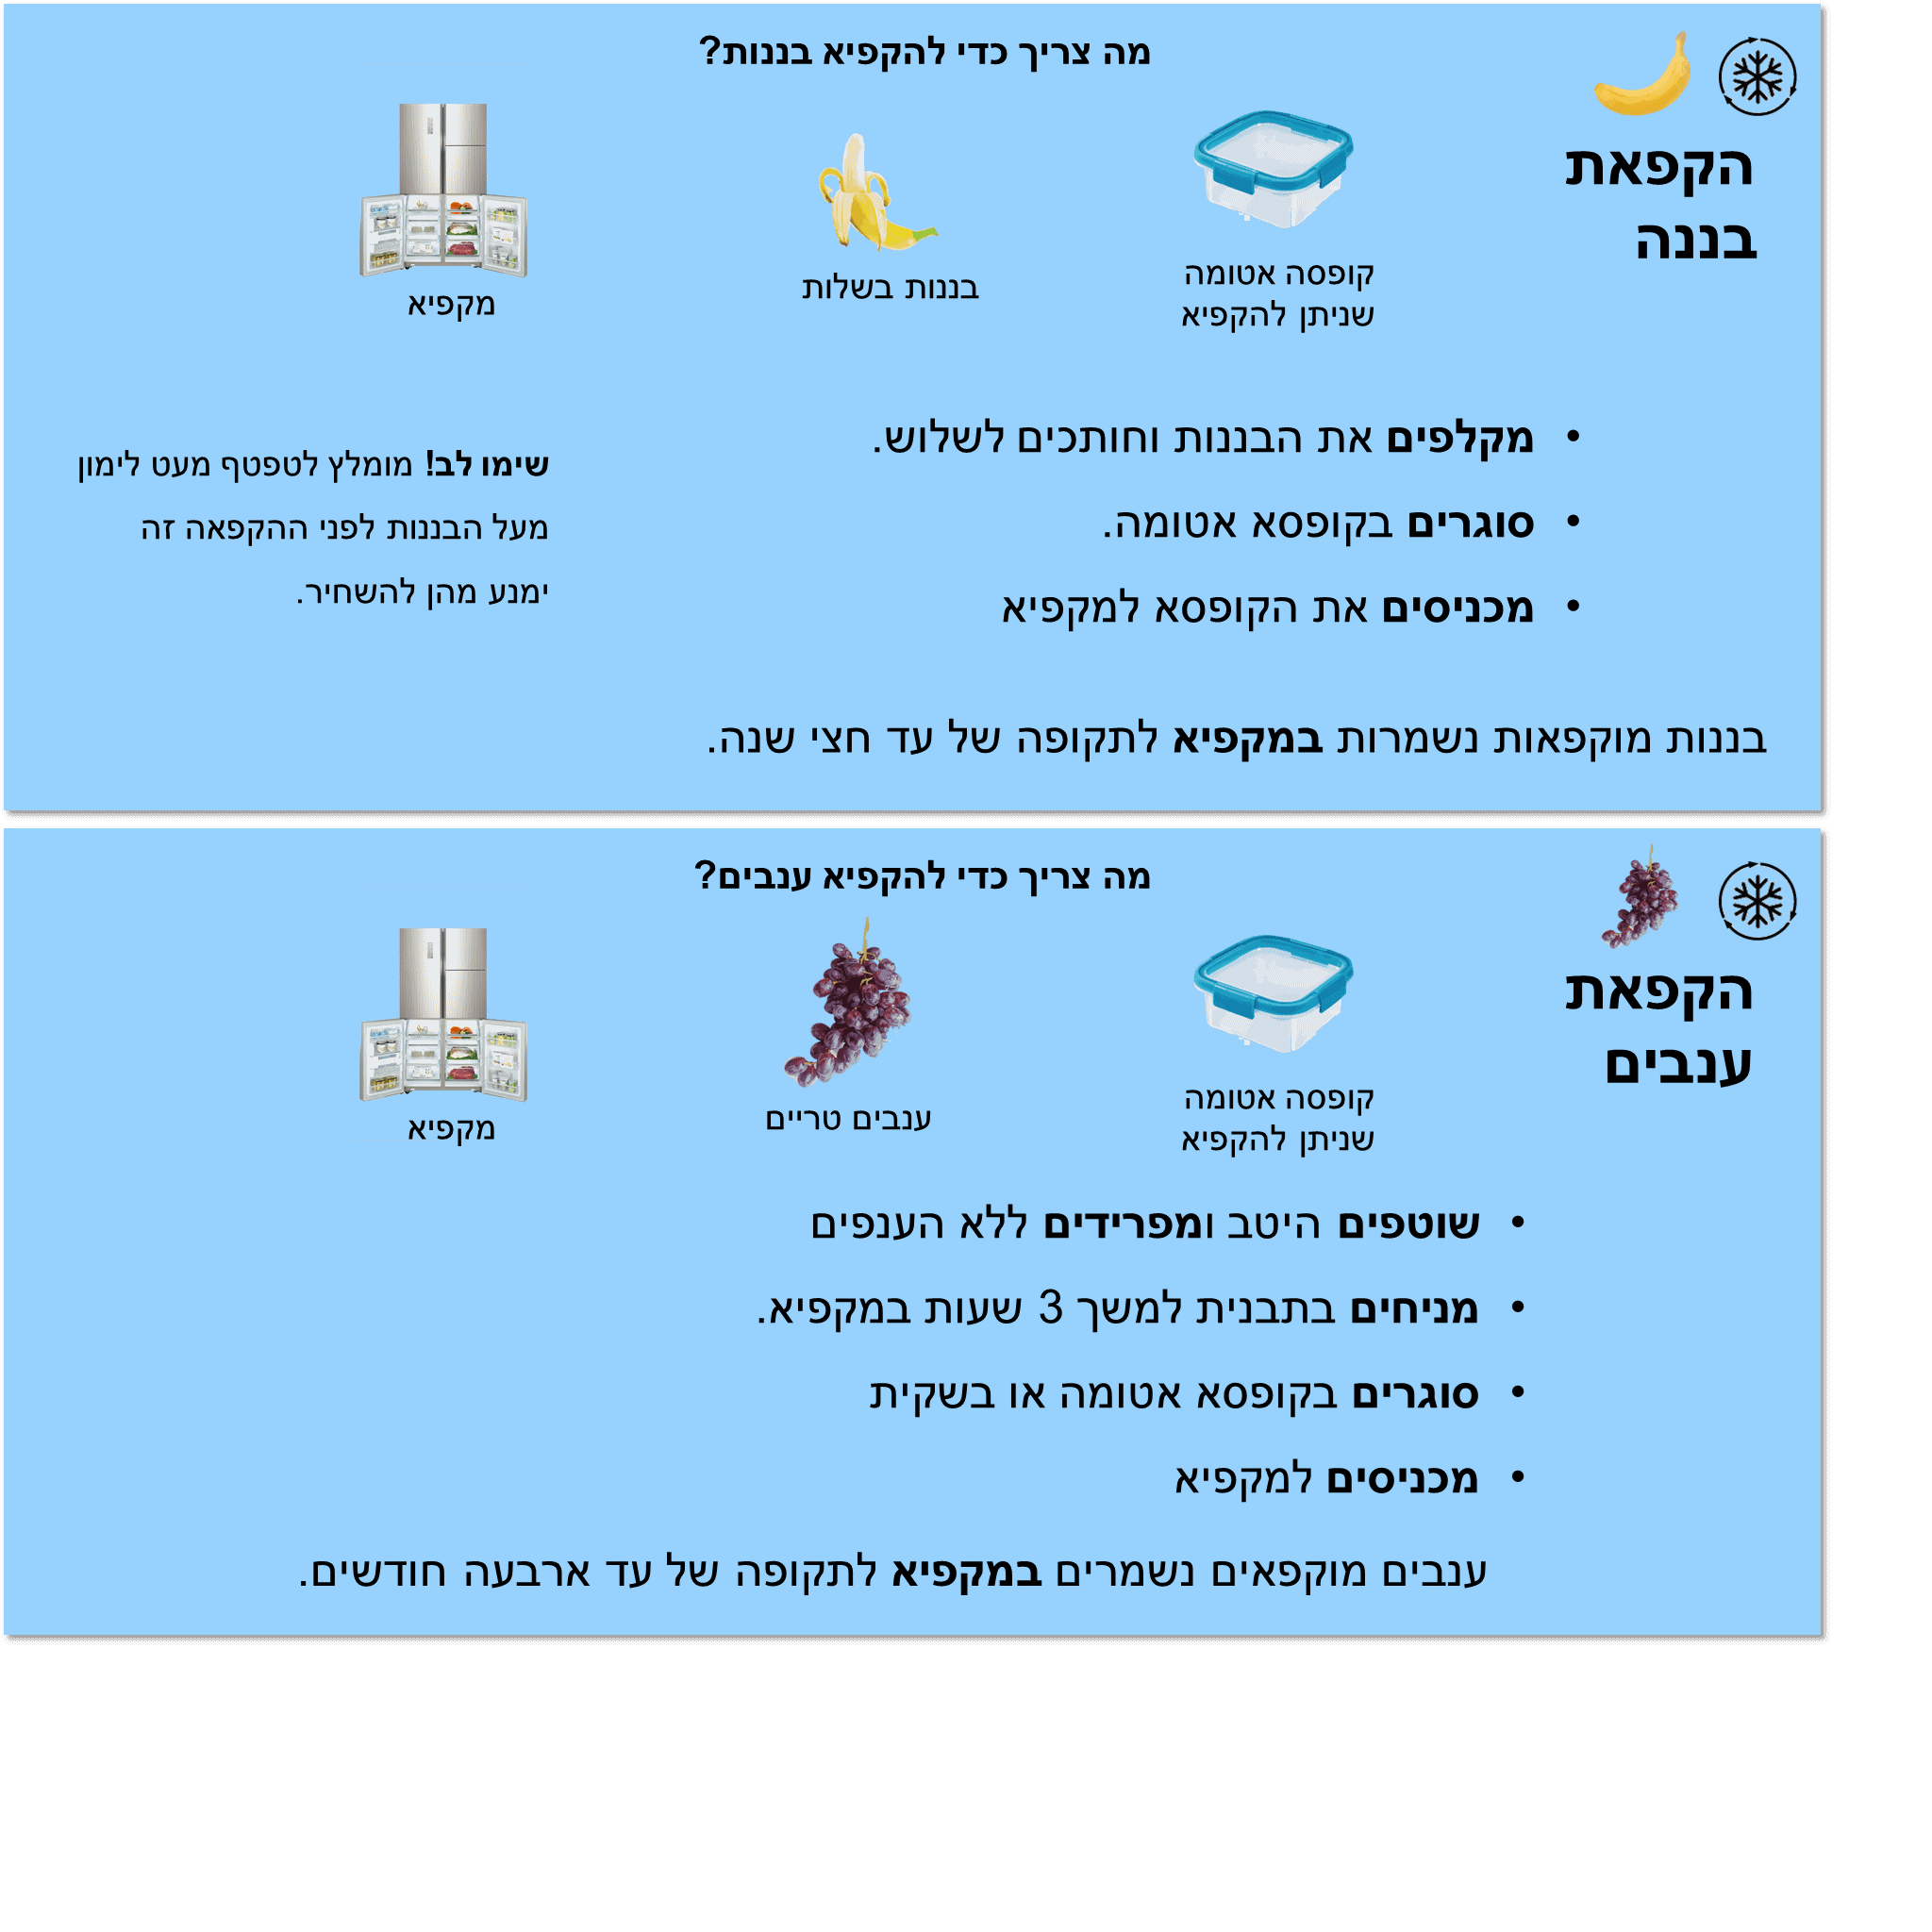 הקפאת
בננה
מה צריך כדי להקפיא בננות?
קופסה אטומה
שניתן להקפיא
בננות בשלות
מקפיא
• מקלפים את הבננות וחותכים לשלוש.
• סוגרים בקופסא אטומה.
• מכניסים את הקופסא למקפיא
שימו לב! מומלץ לטפטף מעט לימון
מעל הבננות לפני ההקפאה זה
ימנע מהן להשחיר.
בננות מוקפאות נשמרות במקפיא לתקופה של עד חצי שנה.
הקפאת
ענבים
מה צריך כדי להקפיא ענבים?
קופסה אטומה
שניתן להקפיא
ענבים טריים
מקפיא
• שוטפים היטב ומפרידים ללא הענפים
• מניחים בתבנית למשך 3 שעות במקפיא.
• סוגרים בקופסא אטומה או בשקית
• מכניסים למקפיא
ענבים מוקפאים נשמרים במקפיא לתקופה של עד ארבעה חודשים.